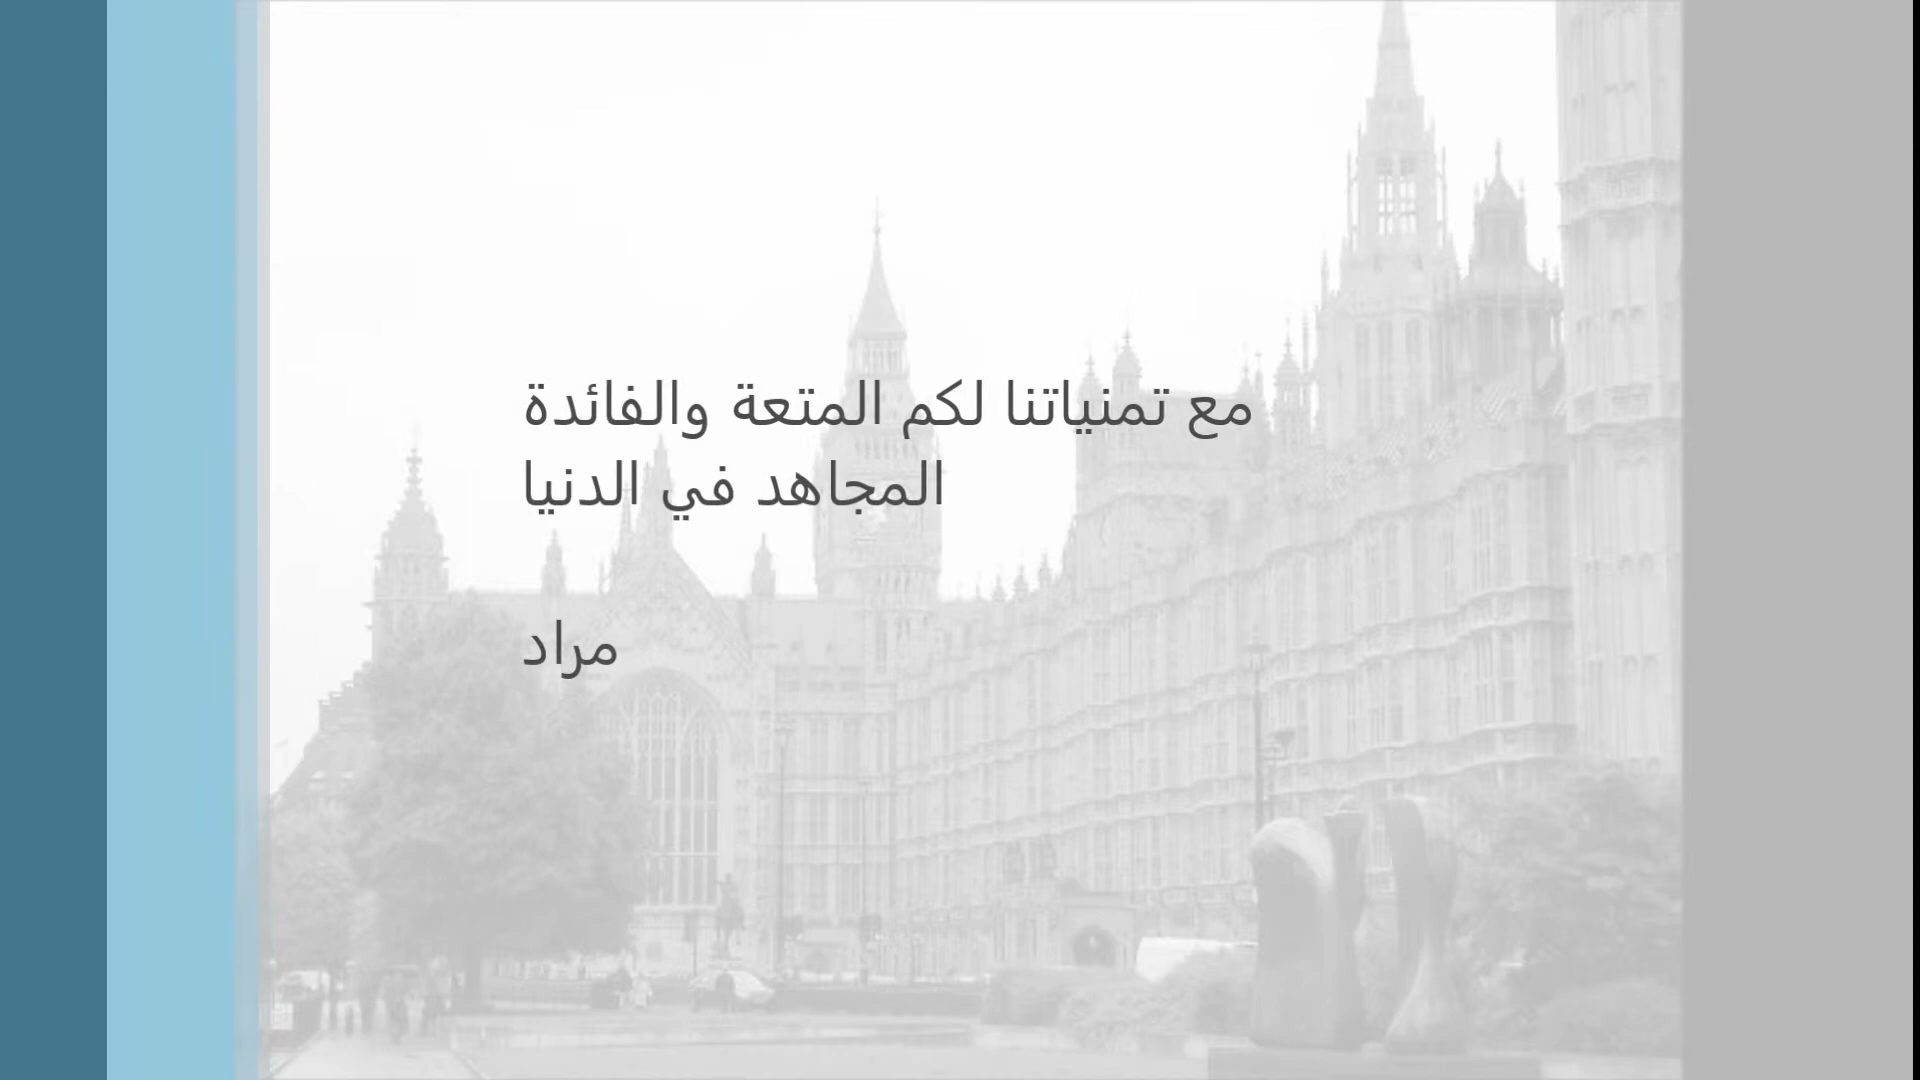 مع تمنياتنا لكم المتعة والفائدة
المجاهد في الدنيا
مراد